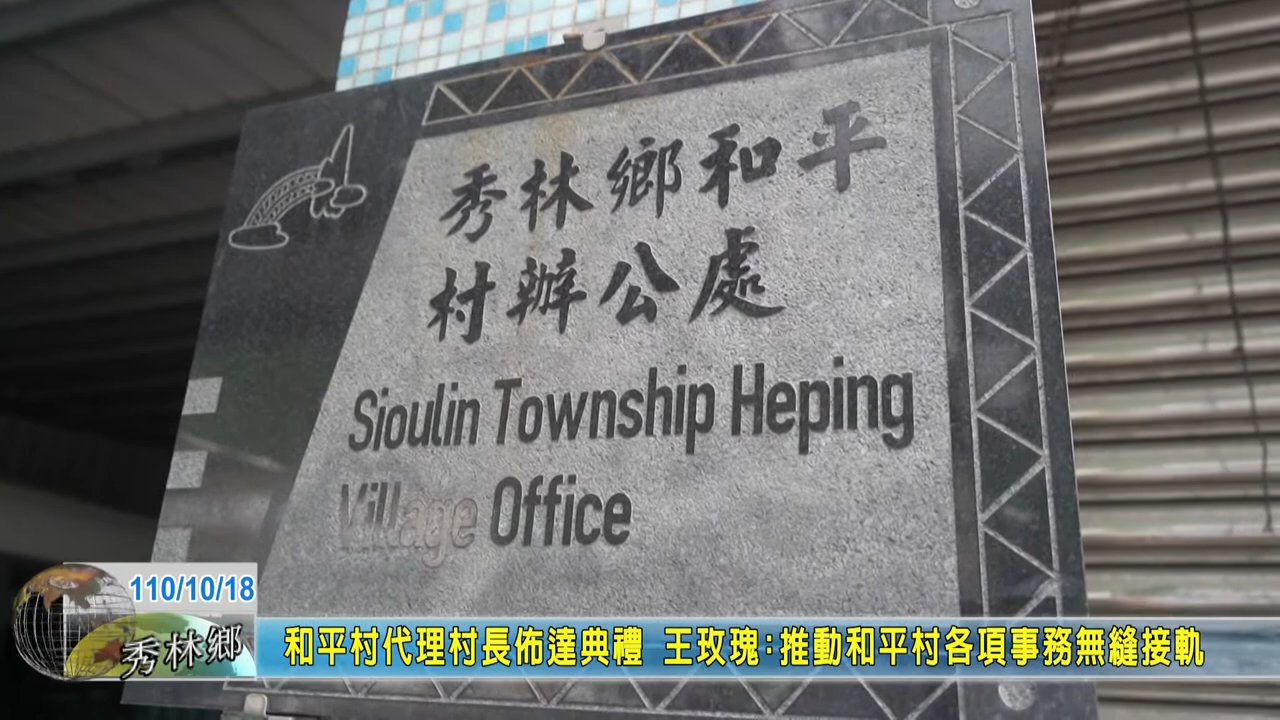 秀林鄉和平
村辦公處
Sioulin Township Heping
Village Office
110/10/18
秀林鄉
和平村代理村長佈達典禮 王玫瑰:推動和平村各項事務無縫接軌